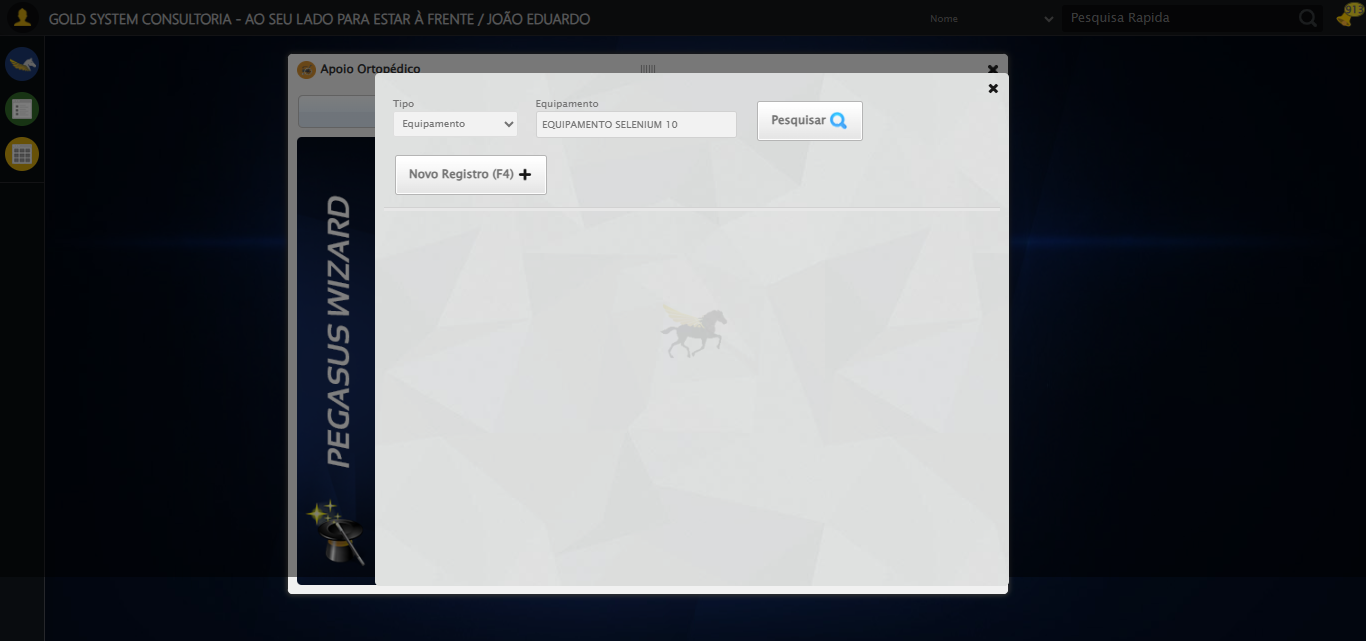 GOLD SYSTEM CONSULTORIA - AO SEU LADO PARA ESTAR À FRENTE / JOÃO EDUARDO
Nome
Pesquisa Rapida
913
Apoio Ortopédico
Tipo
Equipamento
Equipamento
EQUIPAMENTO SELENIUM 10
Pesquisar
Novo Registro (F4)
PEGASUS WIZARD